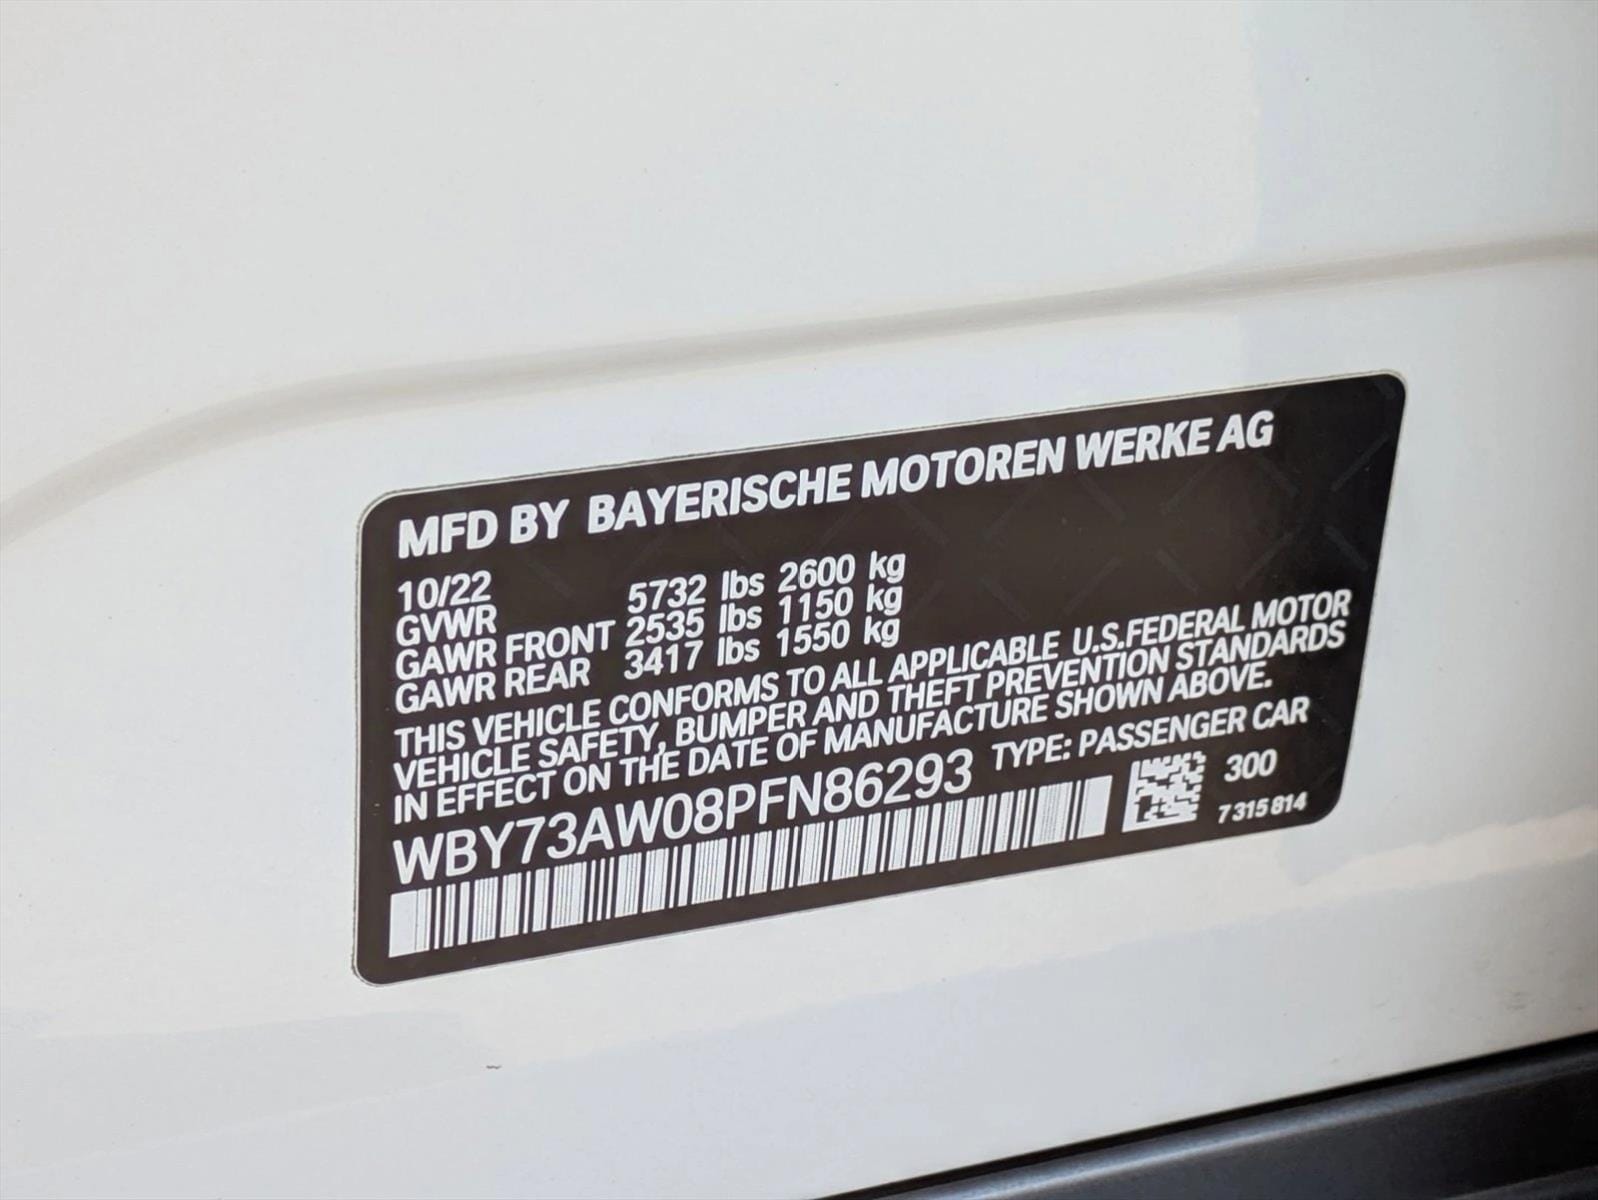 MFD BY BAYERISCHE MOTOREN WERKE AG
10/22
GVWR 5732 lbs 2600 kg
GAWR FRONT 2535 lbs 1150 kg
GAWR REAR 3417 lbs 1550 kg
THIS VEHICLE CONFORMS TO ALL APPLICABLE U.S.FEDERAL MOTOR
VEHICLE SAFETY, BUMPER AND THEFT PREVENTION STANDARDS
IN EFFECT ON THE DATE OF MANUFACTURE SHOWN ABOVE.
WBY73AW08PFN86293 TYPE: PASSENGER CAR
300
7 315 814